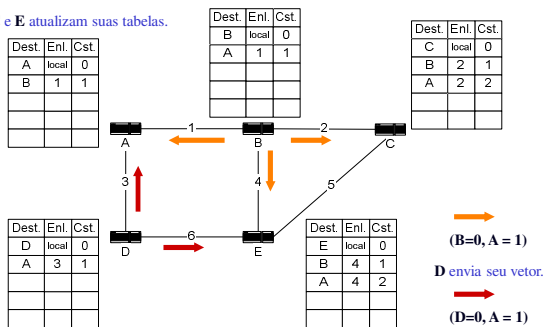 e E atualizam suas tabelas.
Dest. Enl. Cst.
A local 0
B 1 1
Dest. Enl. Cst.
B local 0
A 1 1
Dest. Enl. Cst.
C local 0
B 2 1
A 2 2
1
2
A
B
C
3
4
5
6
D
E
Dest. Enl. Cst.
D local 0
A 3 1
Dest. Enl. Cst.
E local 0
B 4 1
A 4 2
(B=0, A = 1)
D envia seu vetor.
(D=0, A = 1)